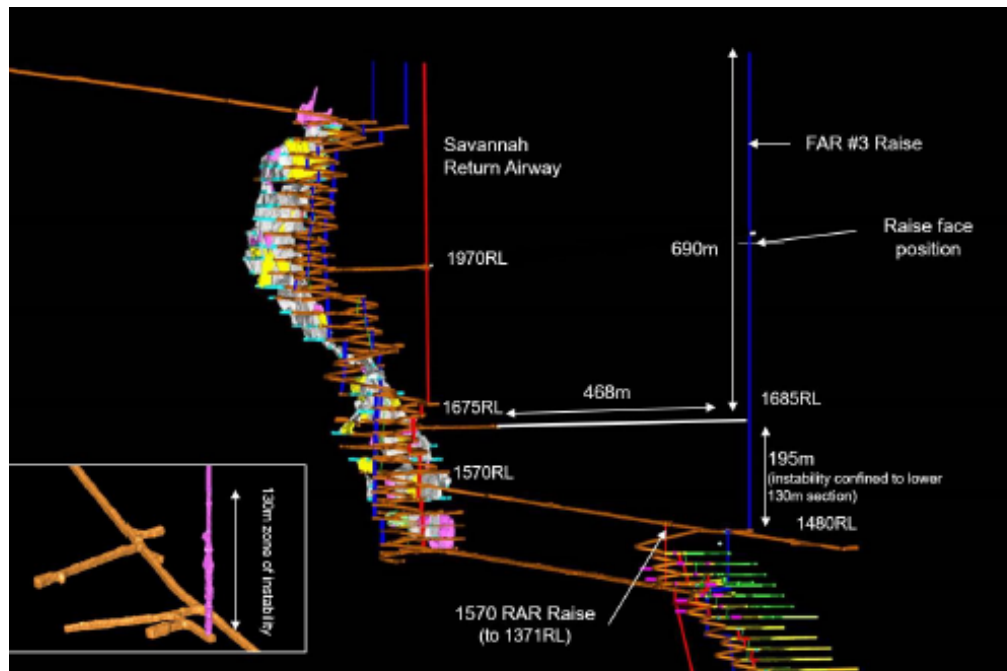 Savannah
Return Airway
FAR #3 Raise
Raise face
position
690m
1970RL
468m
1675RL
1685RL
1570RL
195m
(instability confined to lower
130m section)
1480RL
130m zone of instability
1570 RAR Raise
(to 1371RL)